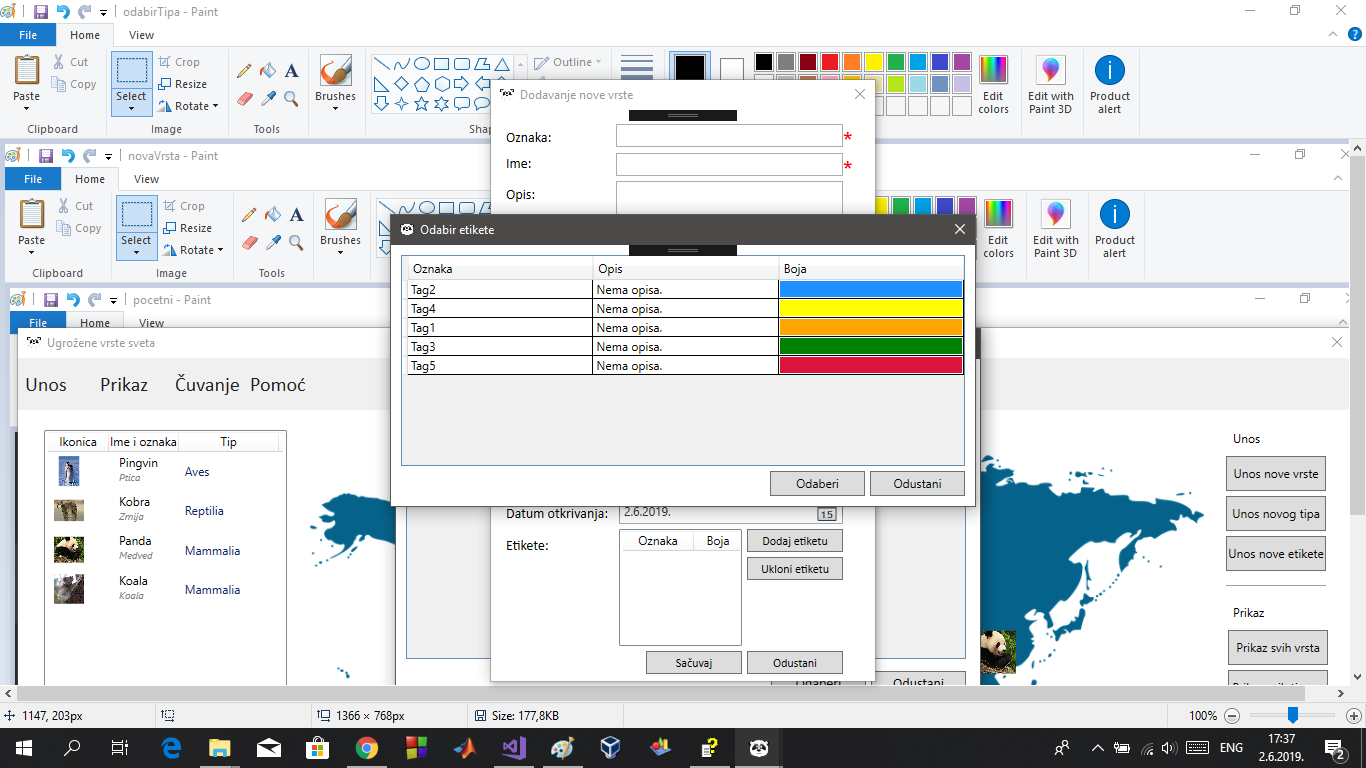 odabirTipa - Paint
File Home View
Paste Cut Copy Clipboard
Select Crop Resize Rotate Image
Tools
Brushes
Outline
Edit colors
Edit with Paint 3D
Product alert
novaVrsta - Paint
File Home View
Paste Cut Copy Clipboard
Select Crop Resize Rotate Image
Tools
Brushes
Edit colors
Edit with Paint 3D
Product alert
pocetni - Paint
File Home View
Dodavanje nove vrste
Oznaka: *
Ime: *
Opis:
Odabir etikete
Oznaka Opis Boja
Tag2 Nema opisa.
Tag4 Nema opisa.
Tag1 Nema opisa.
Tag3 Nema opisa.
Tag5 Nema opisa.
Odaberi Odustani
Datum otkrivanja: 2.6.2019. 15
Etikete: Oznaka Boja Dodaj etiketu
Ukloni etiketu
Sačuvaj Odustani
Odaberi Odustani
Ugrožene vrste sveta
Unos Prikaz Čuvanje Pomoć
Ikonica Ime i oznaka Tip
Pingvin
Ptica
Aves
Kobra
Zmija
Reptilia
Panda
Medved
Mammalia
Koala
Koala
Mammalia
Unos
Unos nove vrste
Unos novog tipa
Unos nove etikete
Prikaz
Prikaz svih vrsta
1147, 203px 1366 × 768px Size: 177,8KB 100%
ENG 17:37
2.6.2019. 2